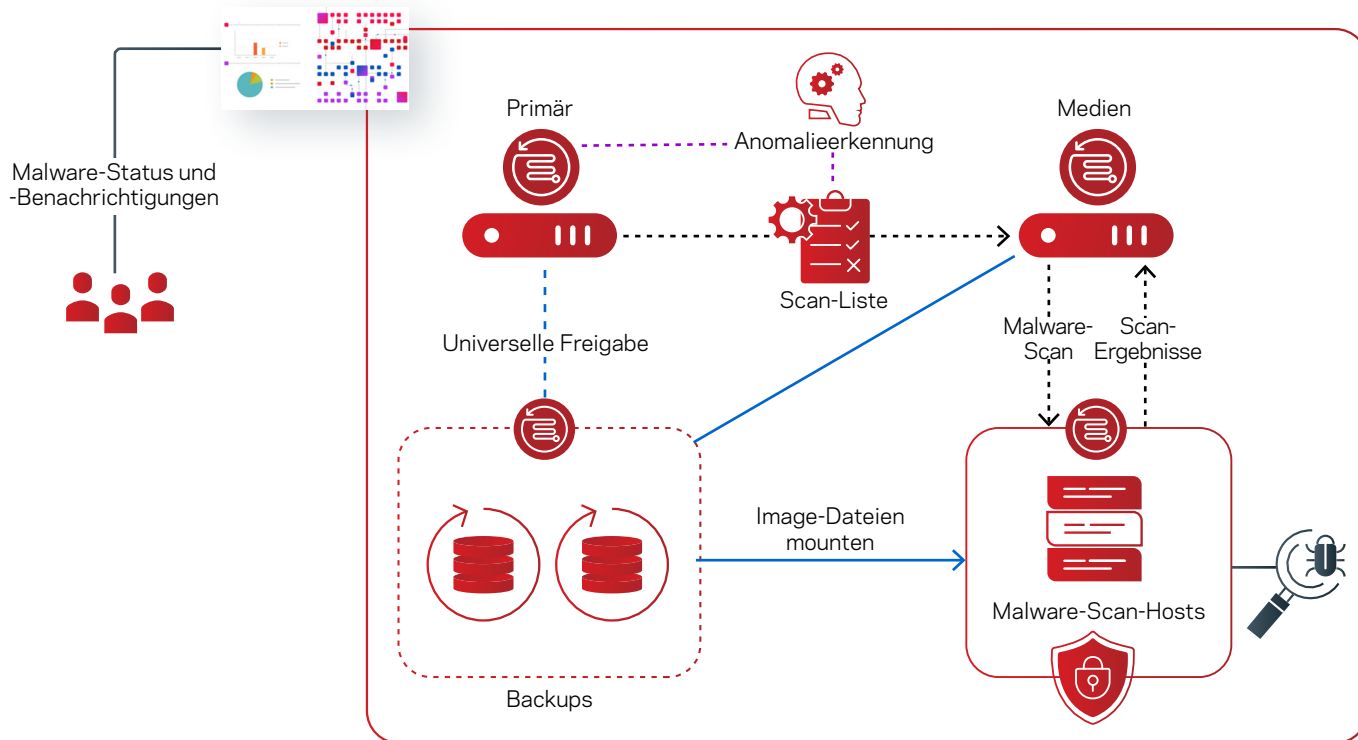 Primär
Medien
Anomalieerkennung
Malware-Status und
-Benachrichtigungen
Scan-Liste
Malware-
Scan
Scan-
Ergebnisse
Universelle Freigabe
Image-Dateien
mounten
Malware-Scan-Hosts
Backups